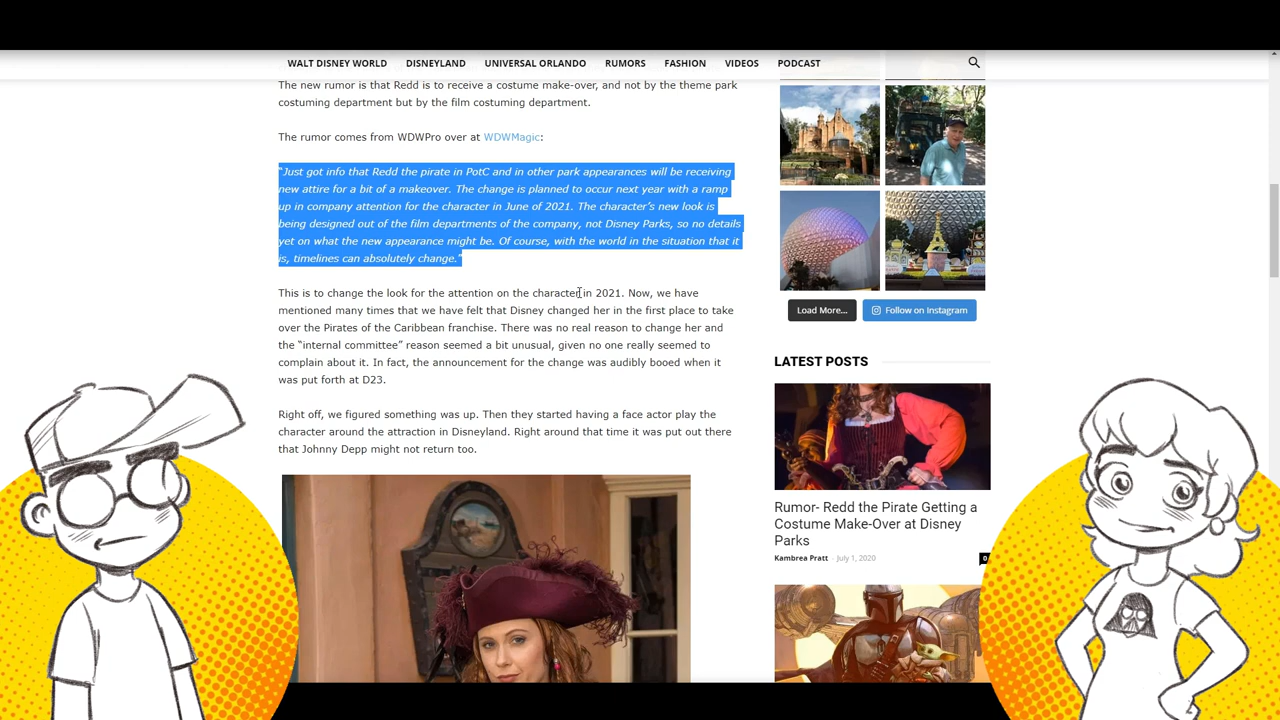 WALT DISNEY WORLD DISNEYLAND UNIVERSAL ORLANDO RUMORS FASHION VIDEOS PODCAST
The new rumor is that Redd is to receive a costume make-over, and not by the theme park
costuming department but by the film costuming department.
The rumor comes from WDWPro over at WDWMagic:
“Just got info that Redd the pirate in PotC and in other park appearances will be receiving
new attire for a bit of a makeover. The change is planned to occur next year with a ramp
up in company attention for the character in June of 2021. The character’s new look is
being designed out of the film departments of the company, not Disney Parks, so no details
yet on what the new appearance might be. Of course, with the world in the situation that it
is, timelines can absolutely change.”
This is to change the look for the attention on the character in 2021. Now, we have
mentioned many times that we have felt that Disney changed her in the first place to take
over the Pirates of the Caribbean franchise. There was no real reason to change her and
the “internal committee” reason seemed a bit unusual, given no one really seemed to
complain about it. In fact, the announcement for the change was audibly booed when it
was put forth at D23.
Right off, we figured something was up. Then they started having a face actor play the
character around the attraction in Disneyland. Right around that time it was put out there
that Johnny Depp might not return too.
Load More... Follow on Instagram
LATEST POSTS
Rumor- Redd the Pirate Getting a
Costume Make-Over at Disney
Parks
Kambrea Pratt - July 1, 2020 0